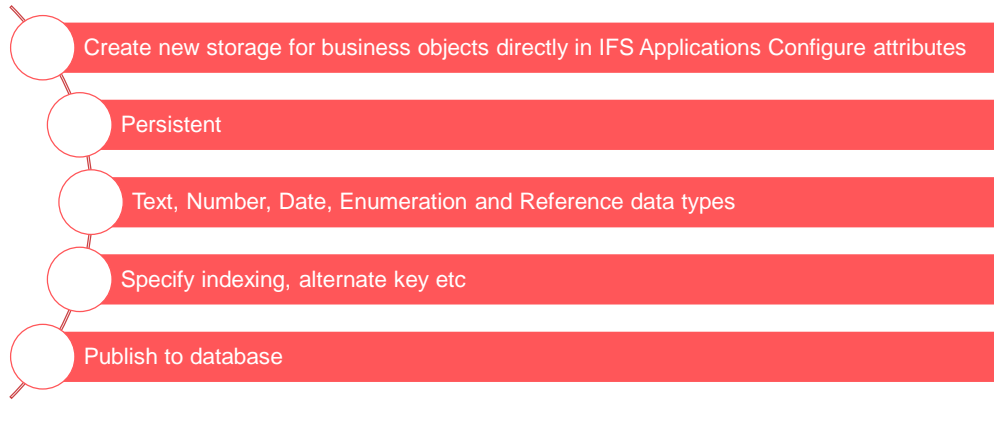 Create new storage for business objects directly in IFS Applications Configure attributes
Persistent
Text, Number, Date, Enumeration and Reference data types
Specify indexing, alternate key etc
Publish to database